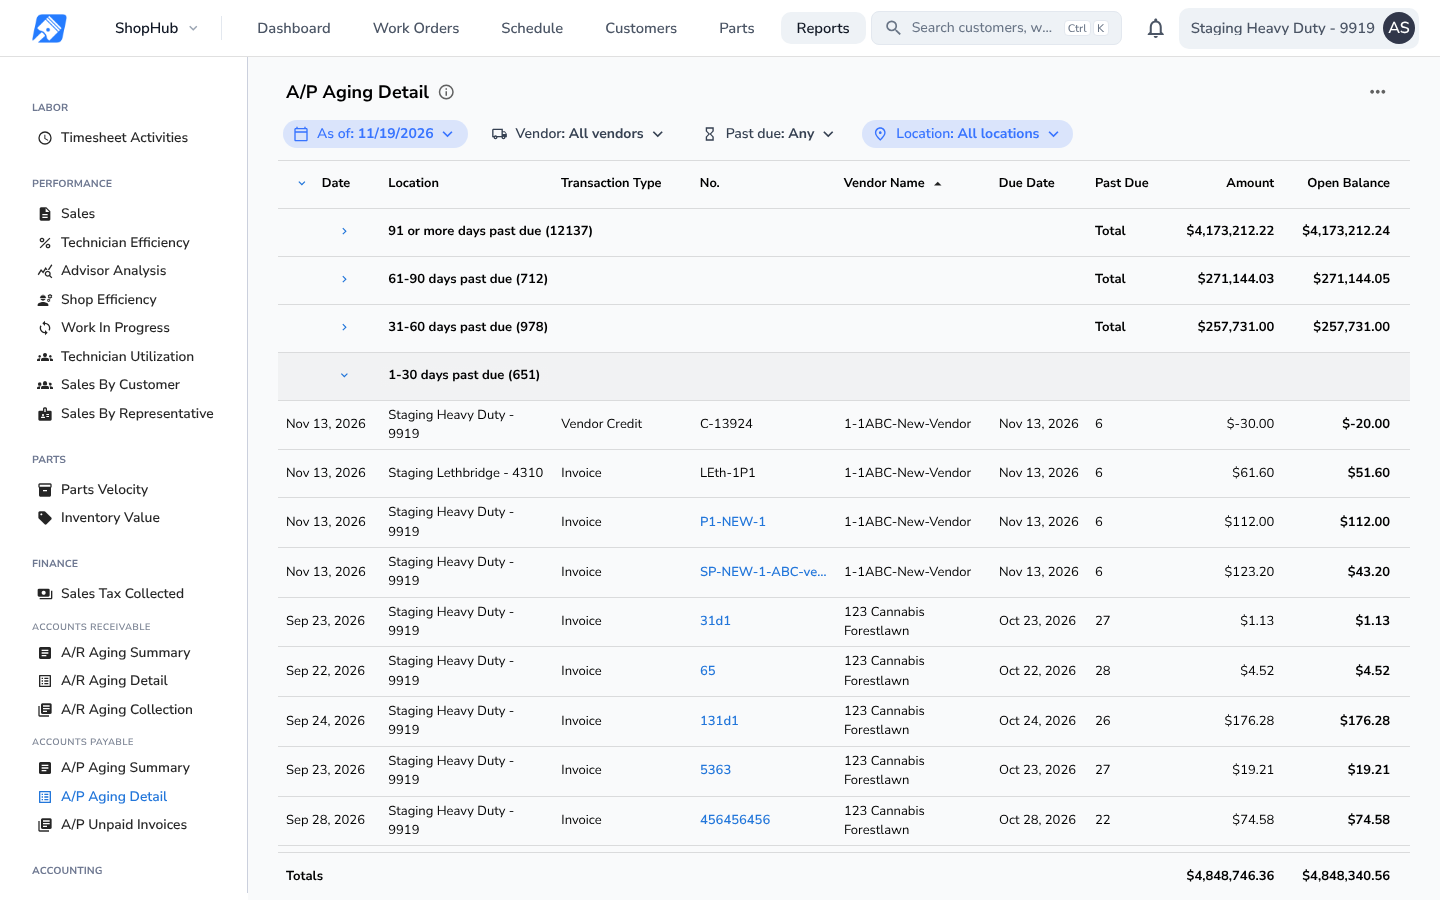 ShopHub
Dashboard
Work Orders
Schedule
Customers
Parts
Reports
Search customers, w...
Ctrl K
Staging Heavy Duty - 9919
AS
LABOR
Timesheet Activities
PERFORMANCE
Sales
Technician Efficiency
Advisor Analysis
Shop Efficiency
Work In Progress
Technician Utilization
Sales By Customer
Sales By Representative
PARTS
Parts Velocity
Inventory Value
FINANCE
Sales Tax Collected
ACCOUNTS RECEIVABLE
A/R Aging Summary
A/R Aging Detail
A/R Aging Collection
ACCOUNTS PAYABLE
A/P Aging Summary
A/P Aging Detail
A/P Unpaid Invoices
ACCOUNTING
A/P Aging Detail
As of: 11/19/2026
Vendor: All vendors
Past due: Any
Location: All locations
Date Location Transaction Type No. Vendor Name Due Date Past Due Amount Open Balance
91 or more days past due (12137) Total $4,173,212.22 $4,173,212.24
61-90 days past due (712) Total $271,144.03 $271,144.05
31-60 days past due (978) Total $257,731.00 $257,731.00
1-30 days past due (651)
Nov 13, 2026 Staging Heavy Duty - 9919 Vendor Credit C-13924 1-1ABC-New-Vendor Nov 13, 2026 6 $-30.00 $-20.00
Nov 13, 2026 Staging Lethbridge - 4310 Invoice LEth-1P1 1-1ABC-New-Vendor Nov 13, 2026 6 $61.60 $51.60
Nov 13, 2026 Staging Heavy Duty - 9919 Invoice P1-NEW-1 1-1ABC-New-Vendor Nov 13, 2026 6 $112.00 $112.00
Nov 13, 2026 Staging Heavy Duty - 9919 Invoice SP-NEW-1-ABC-ve... 1-1ABC-New-Vendor Nov 13, 2026 6 $123.20 $43.20
Sep 23, 2026 Staging Heavy Duty - 9919 Invoice 31d1 123 Cannabis Forestlawn Oct 23, 2026 27 $1.13 $1.13
Sep 22, 2026 Staging Heavy Duty - 9919 Invoice 65 123 Cannabis Forestlawn Oct 22, 2026 28 $4.52 $4.52
Sep 24, 2026 Staging Heavy Duty - 9919 Invoice 131d1 123 Cannabis Forestlawn Oct 24, 2026 26 $176.28 $176.28
Sep 23, 2026 Staging Heavy Duty - 9919 Invoice 5363 123 Cannabis Forestlawn Oct 23, 2026 27 $19.21 $19.21
Sep 28, 2026 Staging Heavy Duty - 9919 Invoice 456456456 123 Cannabis Forestlawn Oct 28, 2026 22 $74.58 $74.58
Totals $4,848,746.36 $4,848,340.56